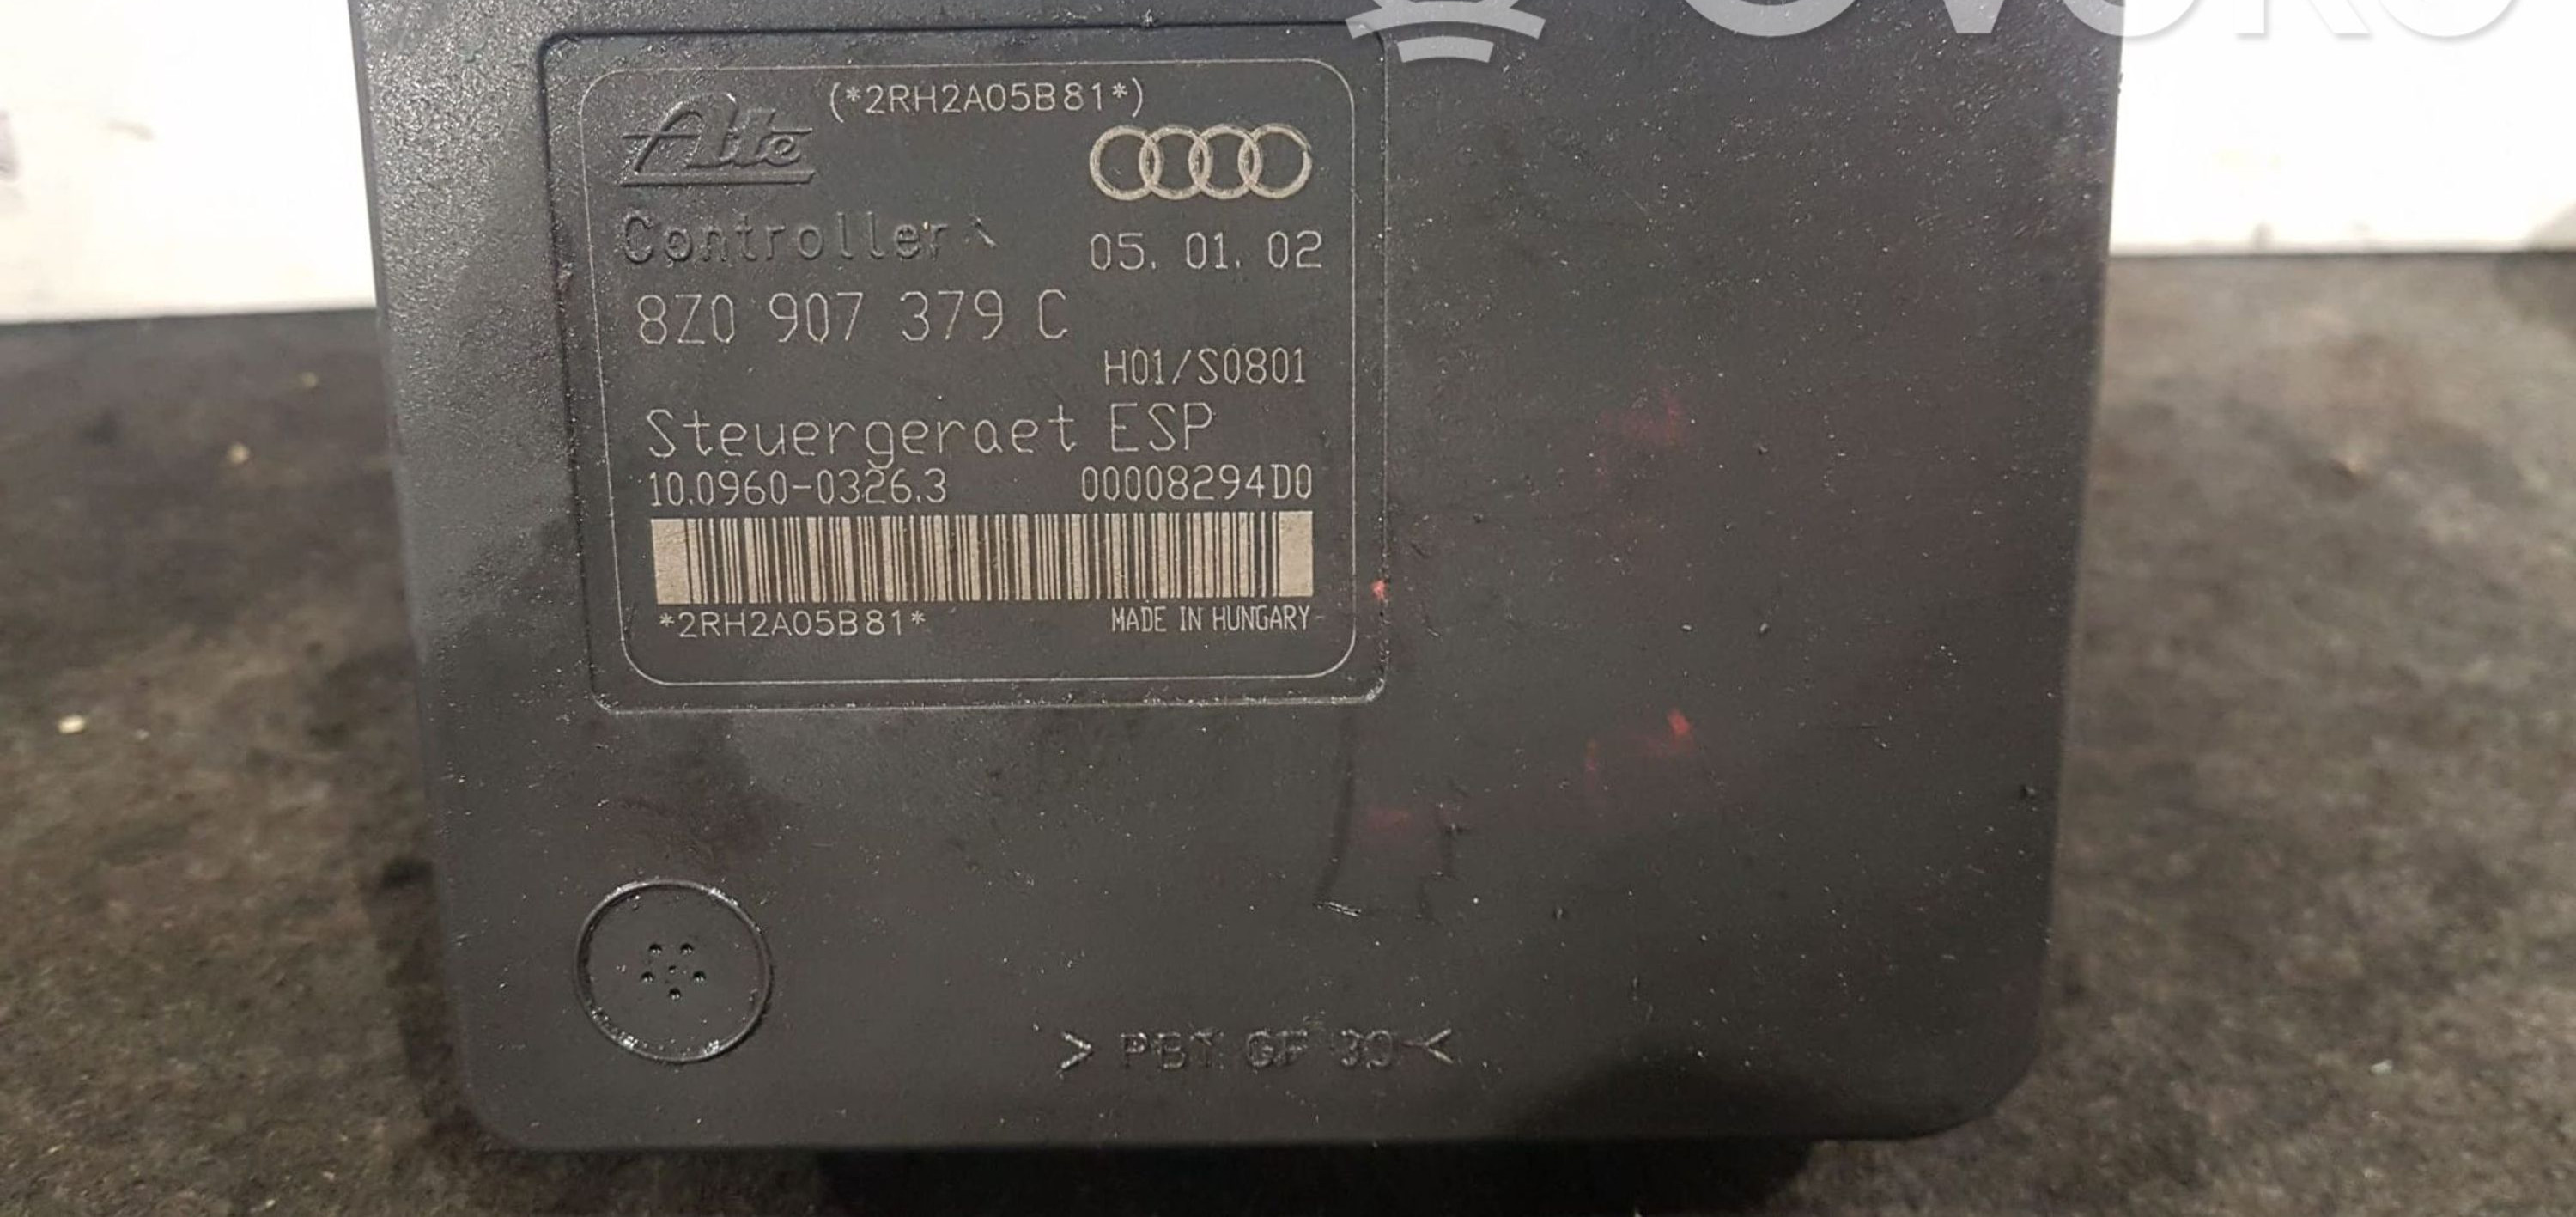 OVOKO
(*2RH2A05B81*)
Ate
Controller
05. 01. 02
8Z0 907 379 C
H01/S0801
Steuergeraet ESP
10.0960-0326.3 00008294D0
*2RH2A05B81* MADE IN HUNGARY
> PBT GF 30 <